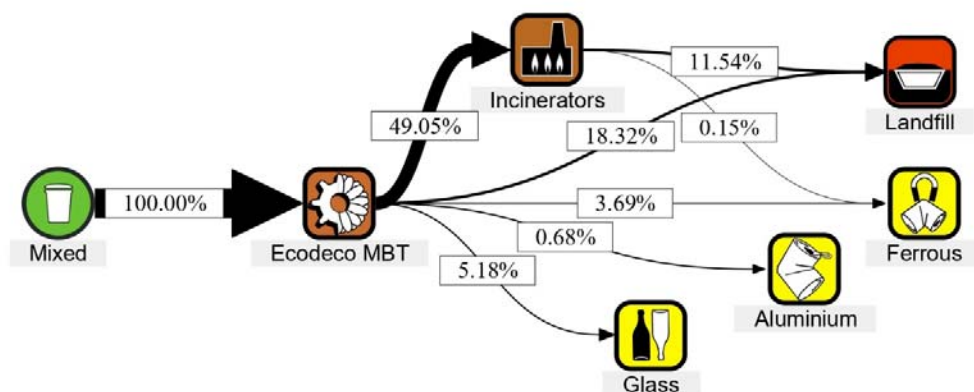 11.54%
Incinerators
Landfill
49.05%
18.32%
0.15%
100.00%
3.69%
Mixed
Ecodeco MBT
0.68%
Ferrous
5.18%
Aluminium
Glass